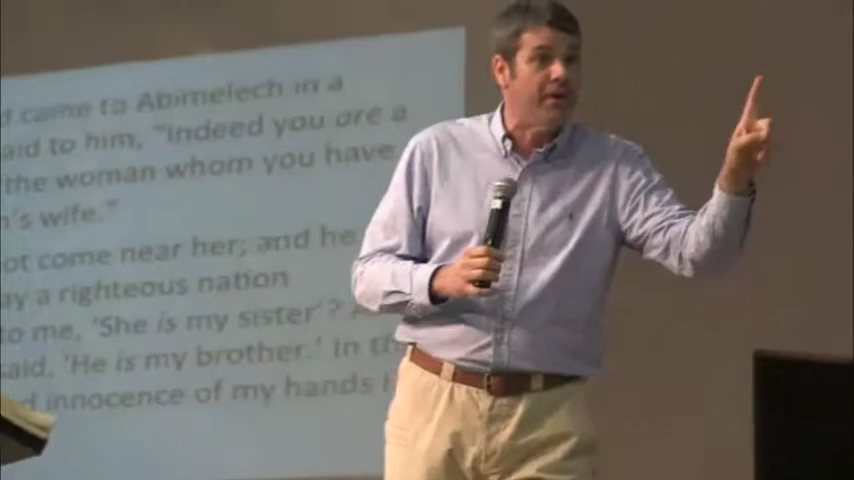 d came to Abimelech in a
aid to him, "Indeed you are a
the woman whom you have
n's wife."
ot come near her; and he
ay a righteous nation
to me, 'She is my sister'?
said, 'He is my brother.' In
d innocence of my hands I